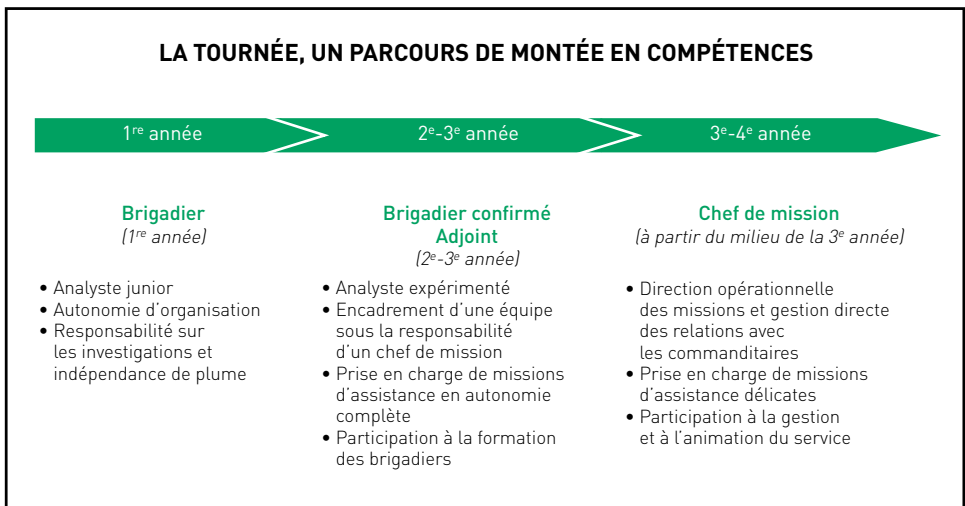 LA TOURNÉE, UN PARCOURS DE MONTÉE EN COMPÉTENCES
1re année
2e-3e année
3e-4e année
Brigadier
(1re année)
• Analyste junior
• Autonomie d'organisation
• Responsabilité sur
les investigations et
indépendance de plume
Brigadier confirmé
Adjoint
(2e-3e année)
• Analyste expérimenté
• Encadrement d'une équipe
sous la responsabilité
d'un chef de mission
• Prise en charge de missions
d'assistance en autonomie
complète
• Participation à la formation
des brigadiers
Chef de mission
(à partir du milieu de la 3e année)
• Direction opérationnelle
des missions et gestion directe
des relations avec
les commanditaires
• Prise en charge de missions
d'assistance délicates
• Participation à la gestion
et à l'animation du service